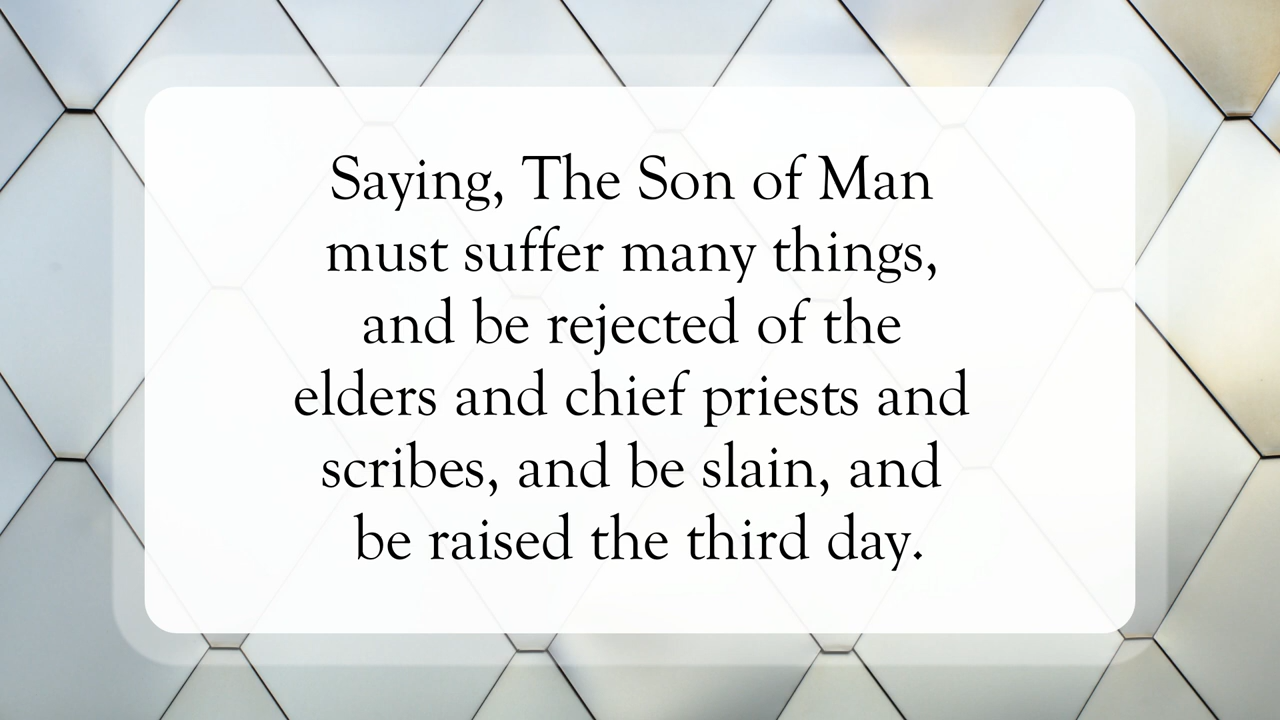 Saying, The Son of Man
must suffer many things,
and be rejected of the
elders and chief priests and
scribes, and be slain, and
be raised the third day.